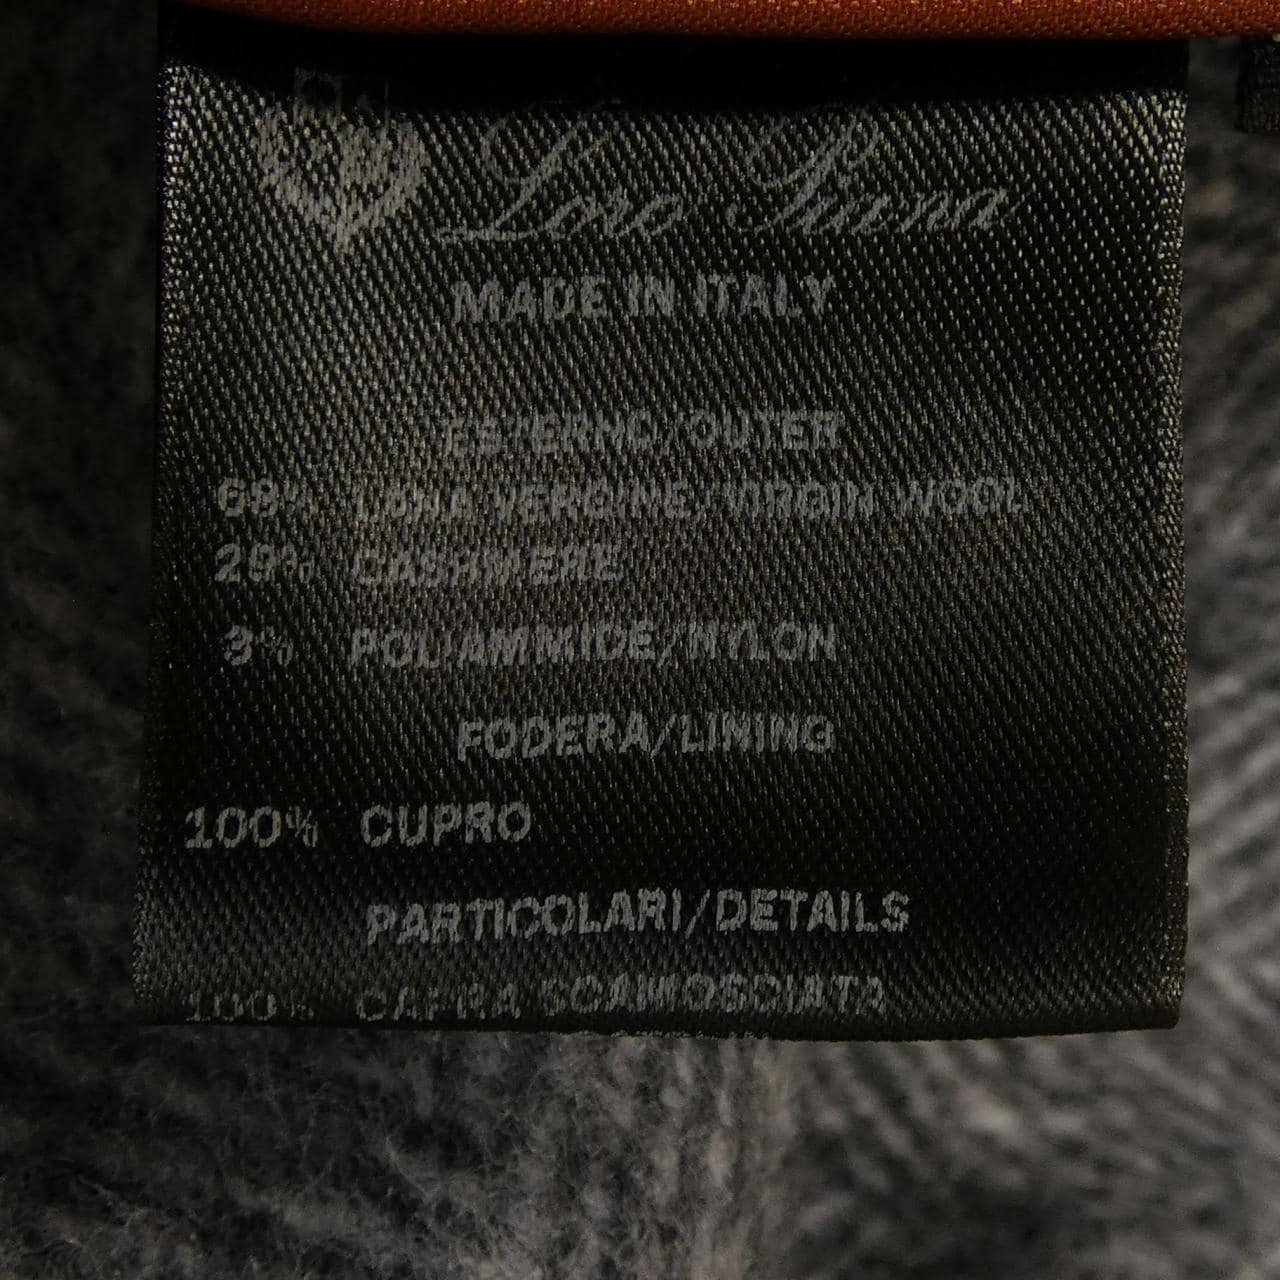 Loro Piana
MADE IN ITALY
ESTERNO/OUTER
68% LANA VERGINE/VIRGIN WOOL
29% CASHMERE
3% POLIAMMIDE/NYLON
FODERA/LINING
100% CUPRO
PARTICOLARI/DETAILS
100% CAPRA SCAMOSCIATA